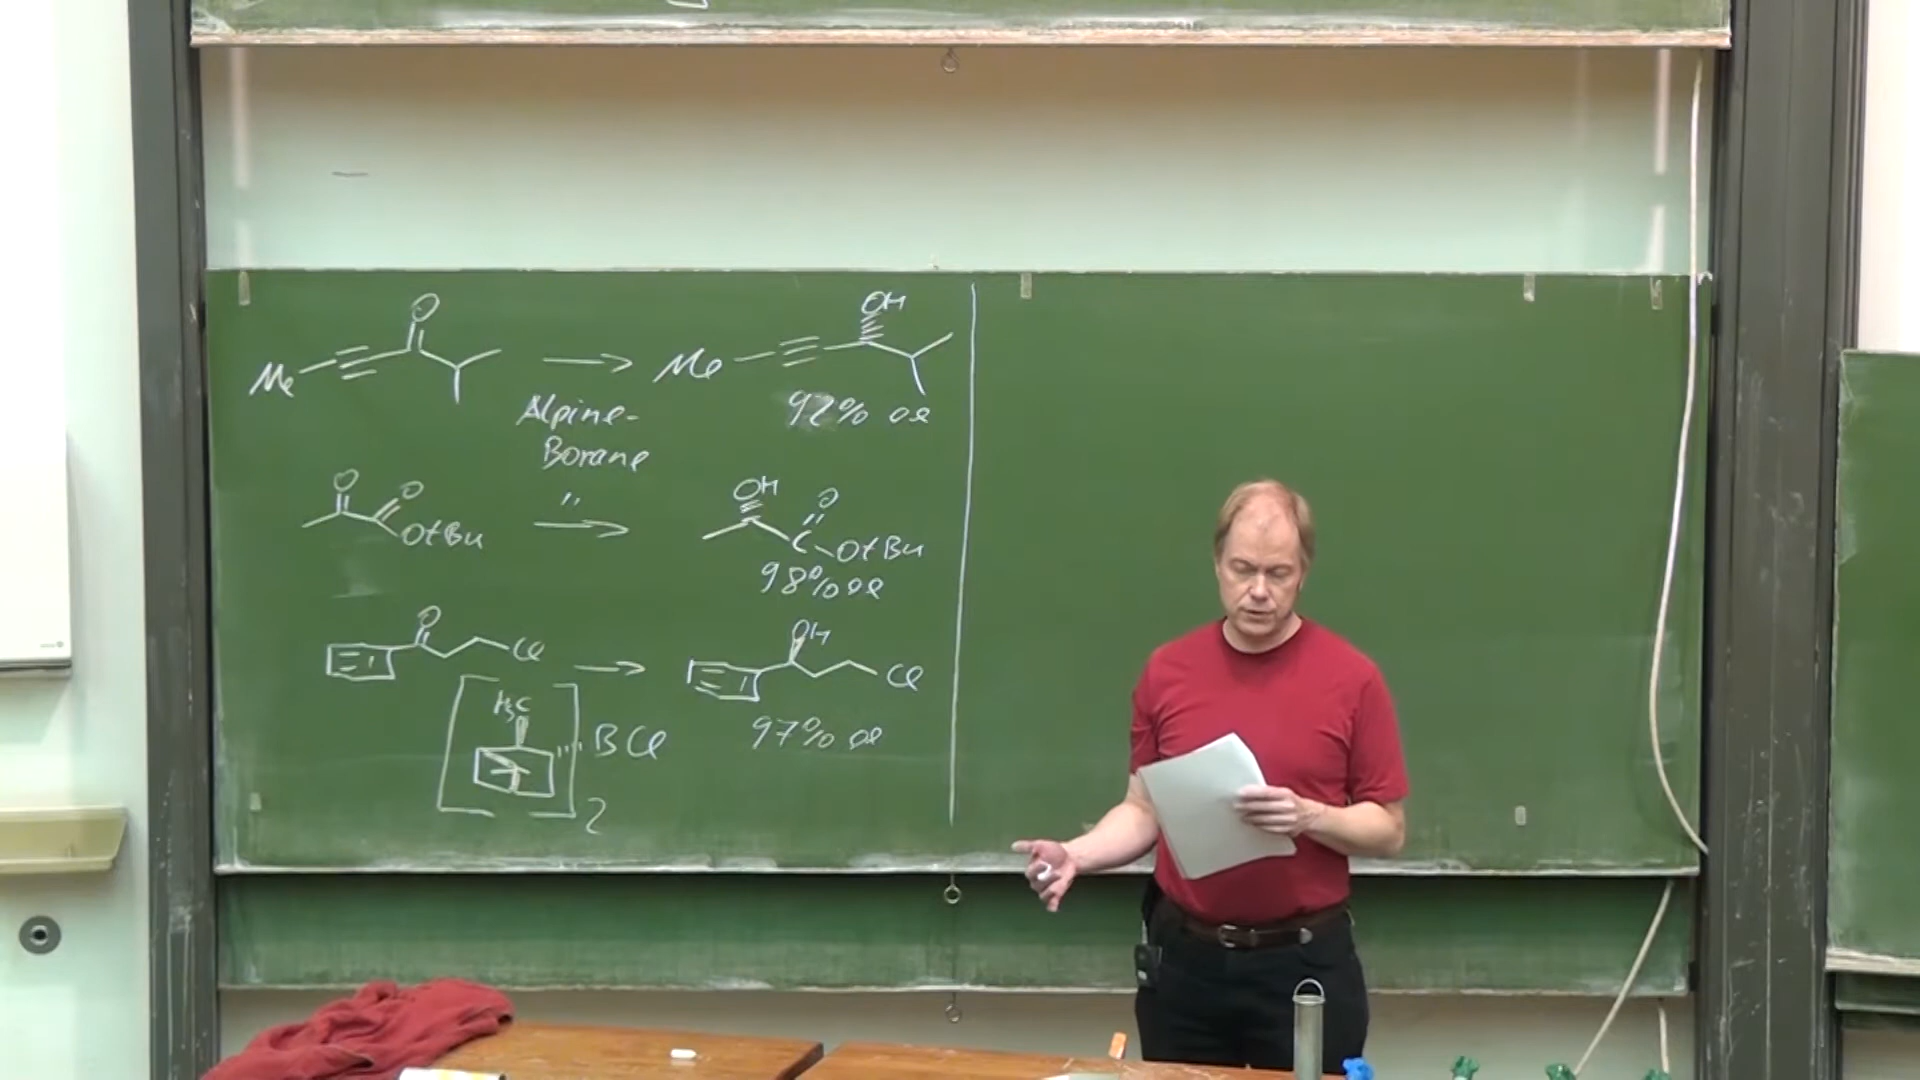 O OH
Me Me
Alpine- 92% ee
Borane
O O " OH O
OtBu C OtBu
98% ee
O OH
Cl Cl
H₃C
BCl 97% ee
2